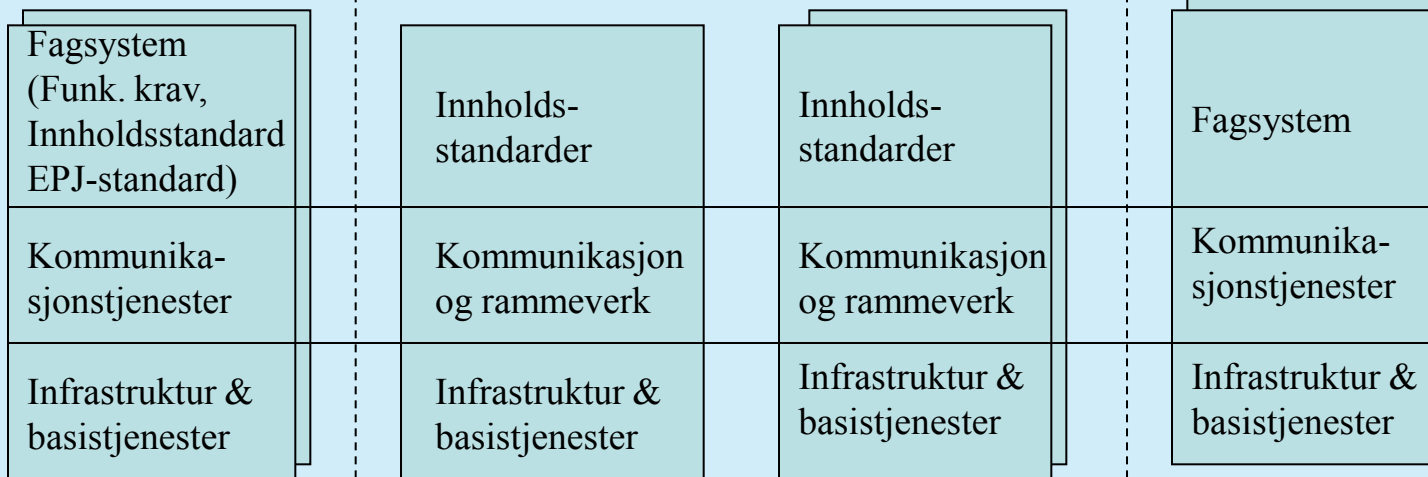 Fagsystem
(Funk. krav,
Innholdsstandard
EPJ-standard)
Innholds-
standarder
Innholds-
standarder
Fagsystem
Kommunika-
sjonstjenester
Kommunikasjon
og rammeverk
Kommunikasjon
og rammeverk
Kommunika-
sjonstjenester
Infrastruktur &
basistjenester
Infrastruktur &
basistjenester
Infrastruktur &
basistjenester
Infrastruktur &
basistjenester